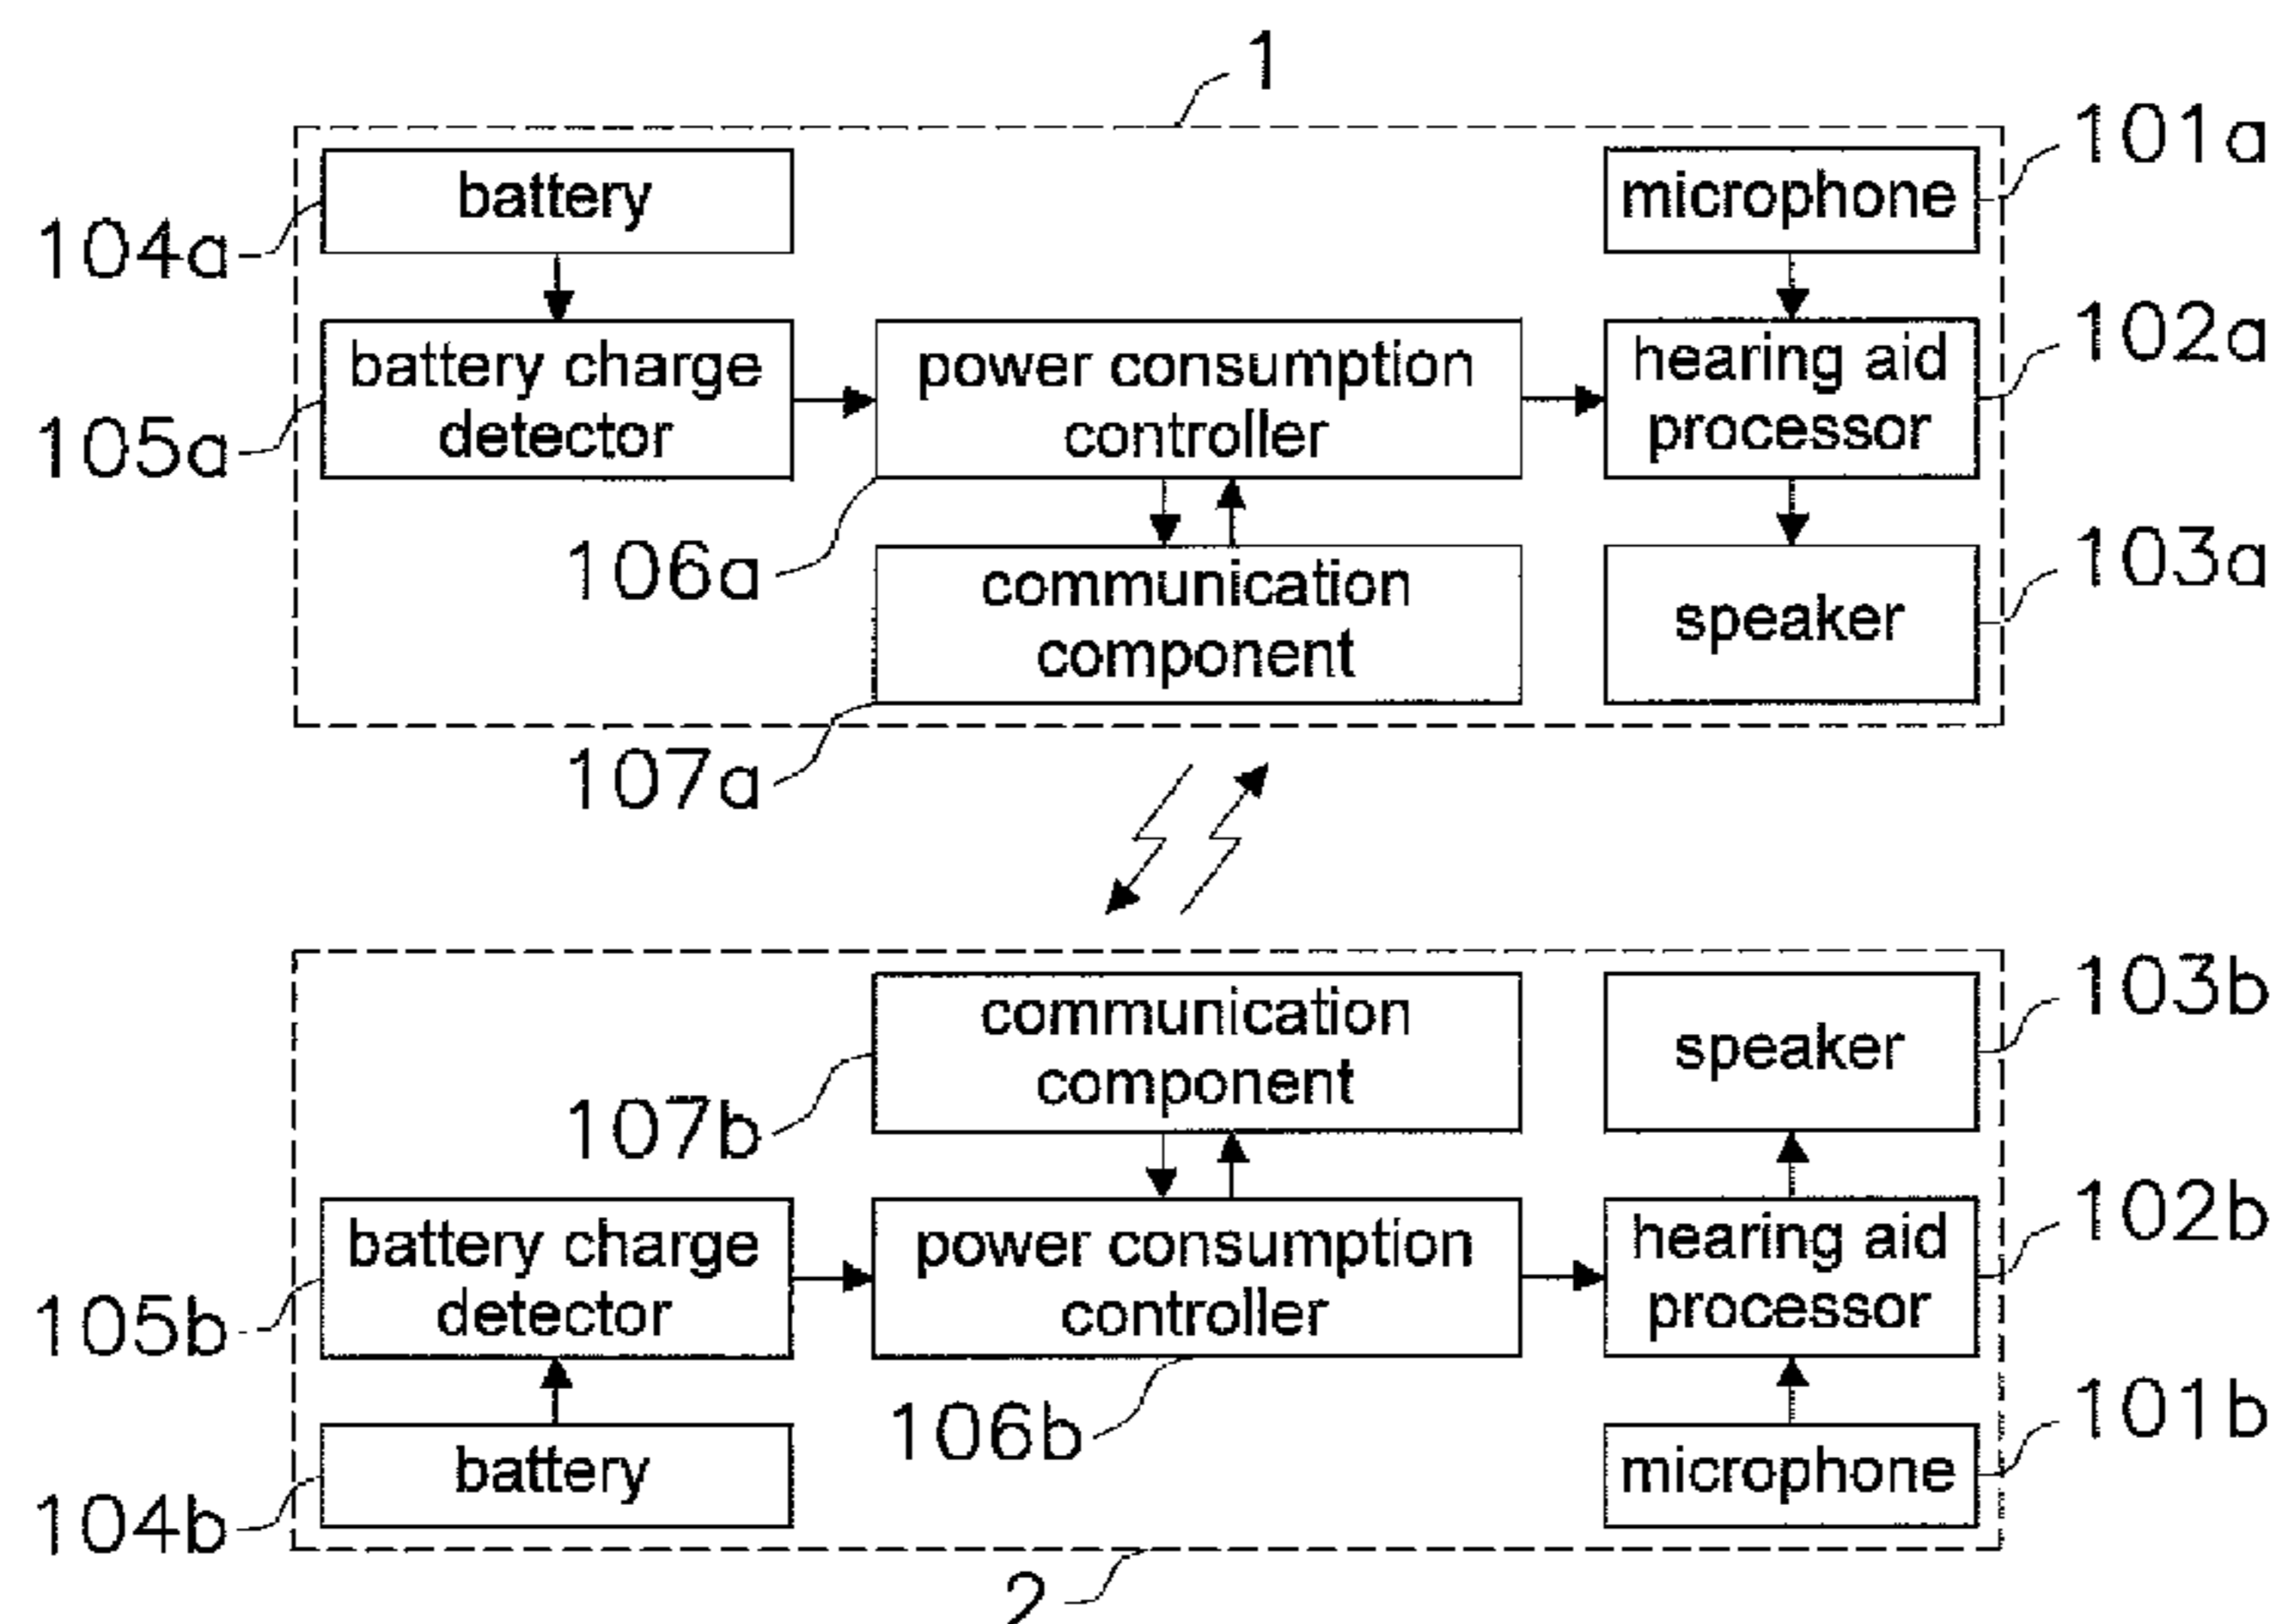 1
battery
microphone
101a
104a
battery charge
detector
power consumption
controller
hearing aid
processor
102a
105a
106a
communication
component
speaker
103a
107a
communication
component
speaker
103b
107b
battery charge
detector
power consumption
controller
hearing aid
processor
102b
105b
106b
battery
microphone
101b
104b
2